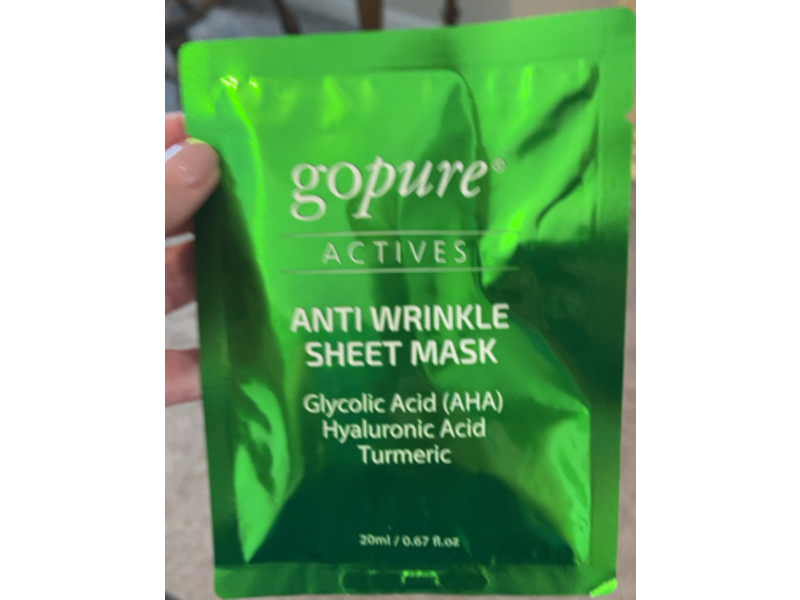 gopure®
ACTIVES
ANTI WRINKLE
SHEET MASK
Glycolic Acid (AHA)
Hyaluronic Acid
Turmeric
20ml / 0.67 fl.oz